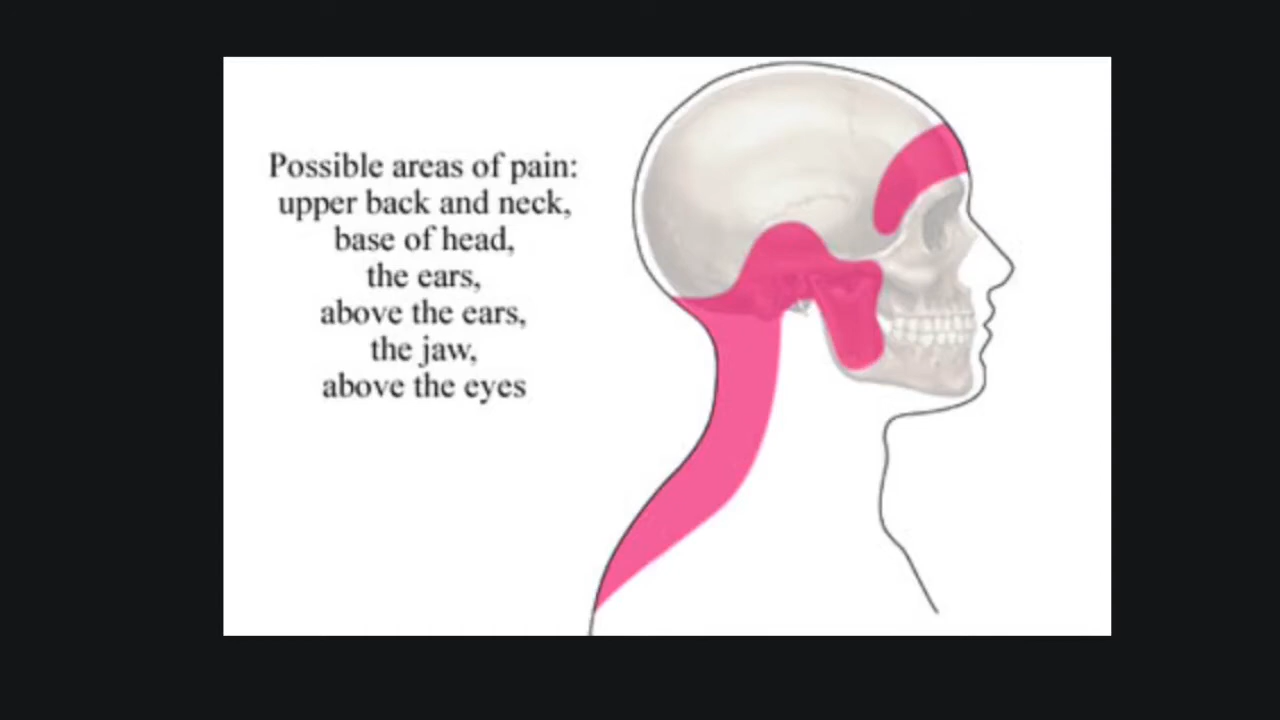 Possible areas of pain:
upper back and neck,
base of head,
the ears,
above the ears,
the jaw,
above the eyes